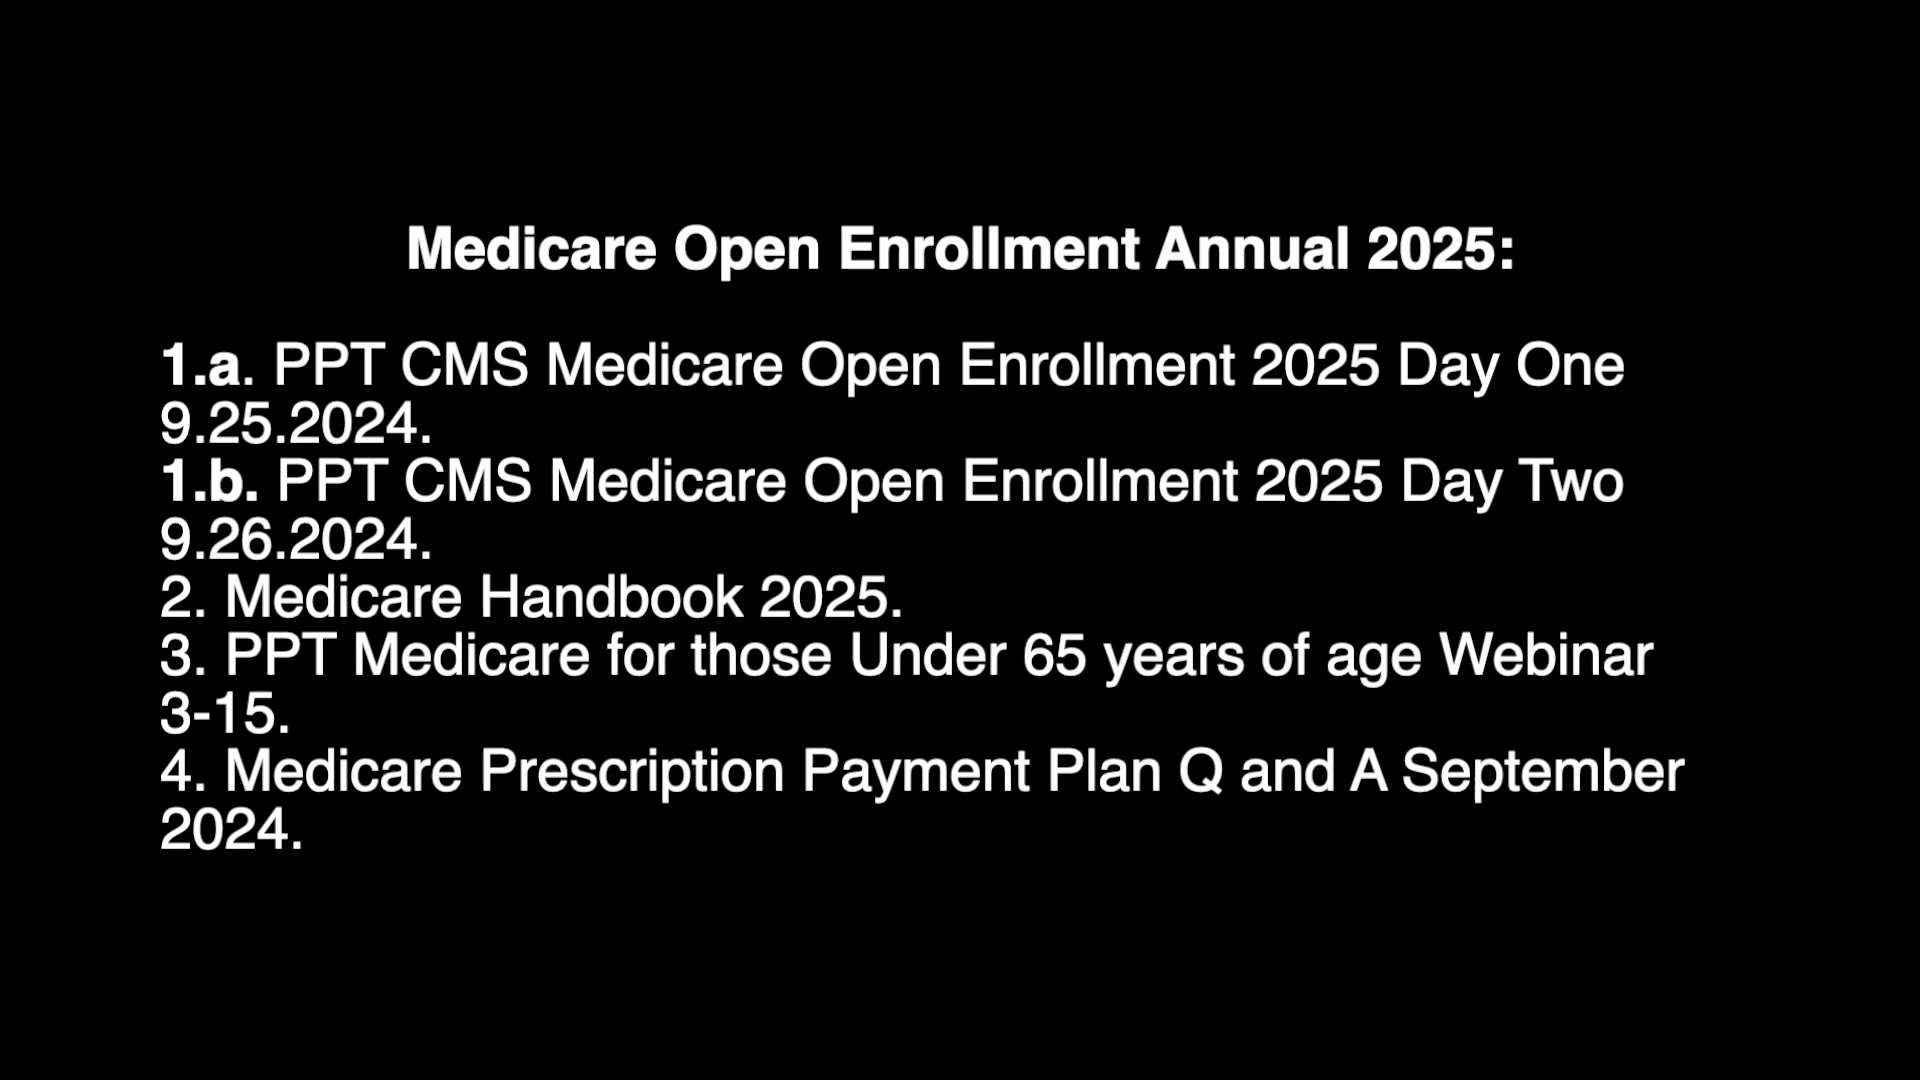 Medicare Open Enrollment Annual 2025:
1.a. PPT CMS Medicare Open Enrollment 2025 Day One
9.25.2024.
1.b. PPT CMS Medicare Open Enrollment 2025 Day Two
9.26.2024.
2. Medicare Handbook 2025.
3. PPT Medicare for those Under 65 years of age Webinar
3-15.
4. Medicare Prescription Payment Plan Q and A September
2024.